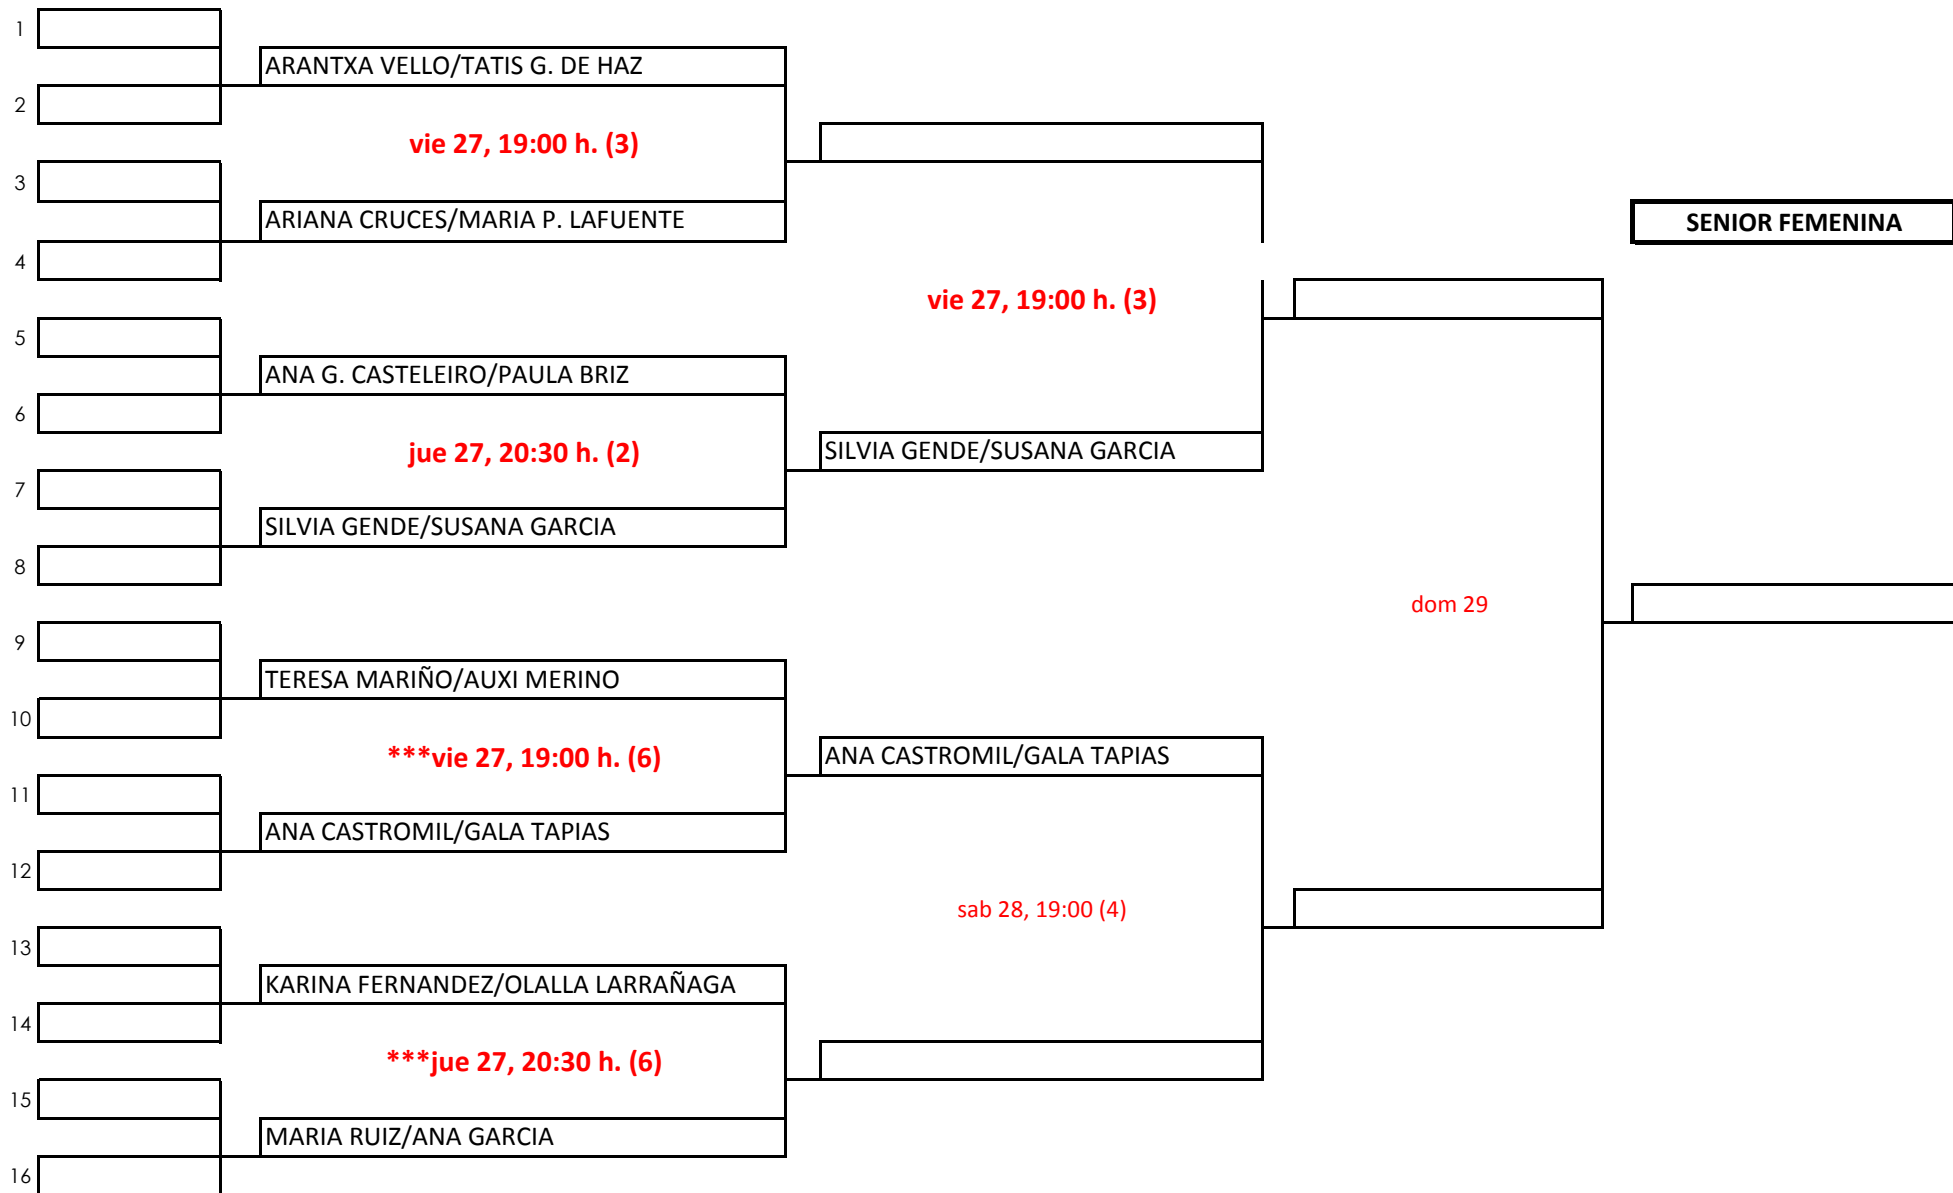 1
ARANTXA VELLO/TATIS G. DE HAZ
2
vie 27, 19:00 h. (3)
3
ARIANA CRUCES/MARIA P. LAFUENTE
SENIOR FEMENINA
4
vie 27, 19:00 h. (3)
5
ANA G. CASTELEIRO/PAULA BRIZ
6
jue 27, 20:30 h. (2)
SILVIA GENDE/SUSANA GARCIA
7
SILVIA GENDE/SUSANA GARCIA
8
dom 29
9
TERESA MARIÑO/AUXI MERINO
10
***vie 27, 19:00 h. (6)
ANA CASTROMIL/GALA TAPIAS
11
ANA CASTROMIL/GALA TAPIAS
12
sab 28, 19:00 (4)
13
KARINA FERNANDEZ/OLALLA LARRAÑAGA
14
***jue 27, 20:30 h. (6)
15
MARIA RUIZ/ANA GARCIA
16